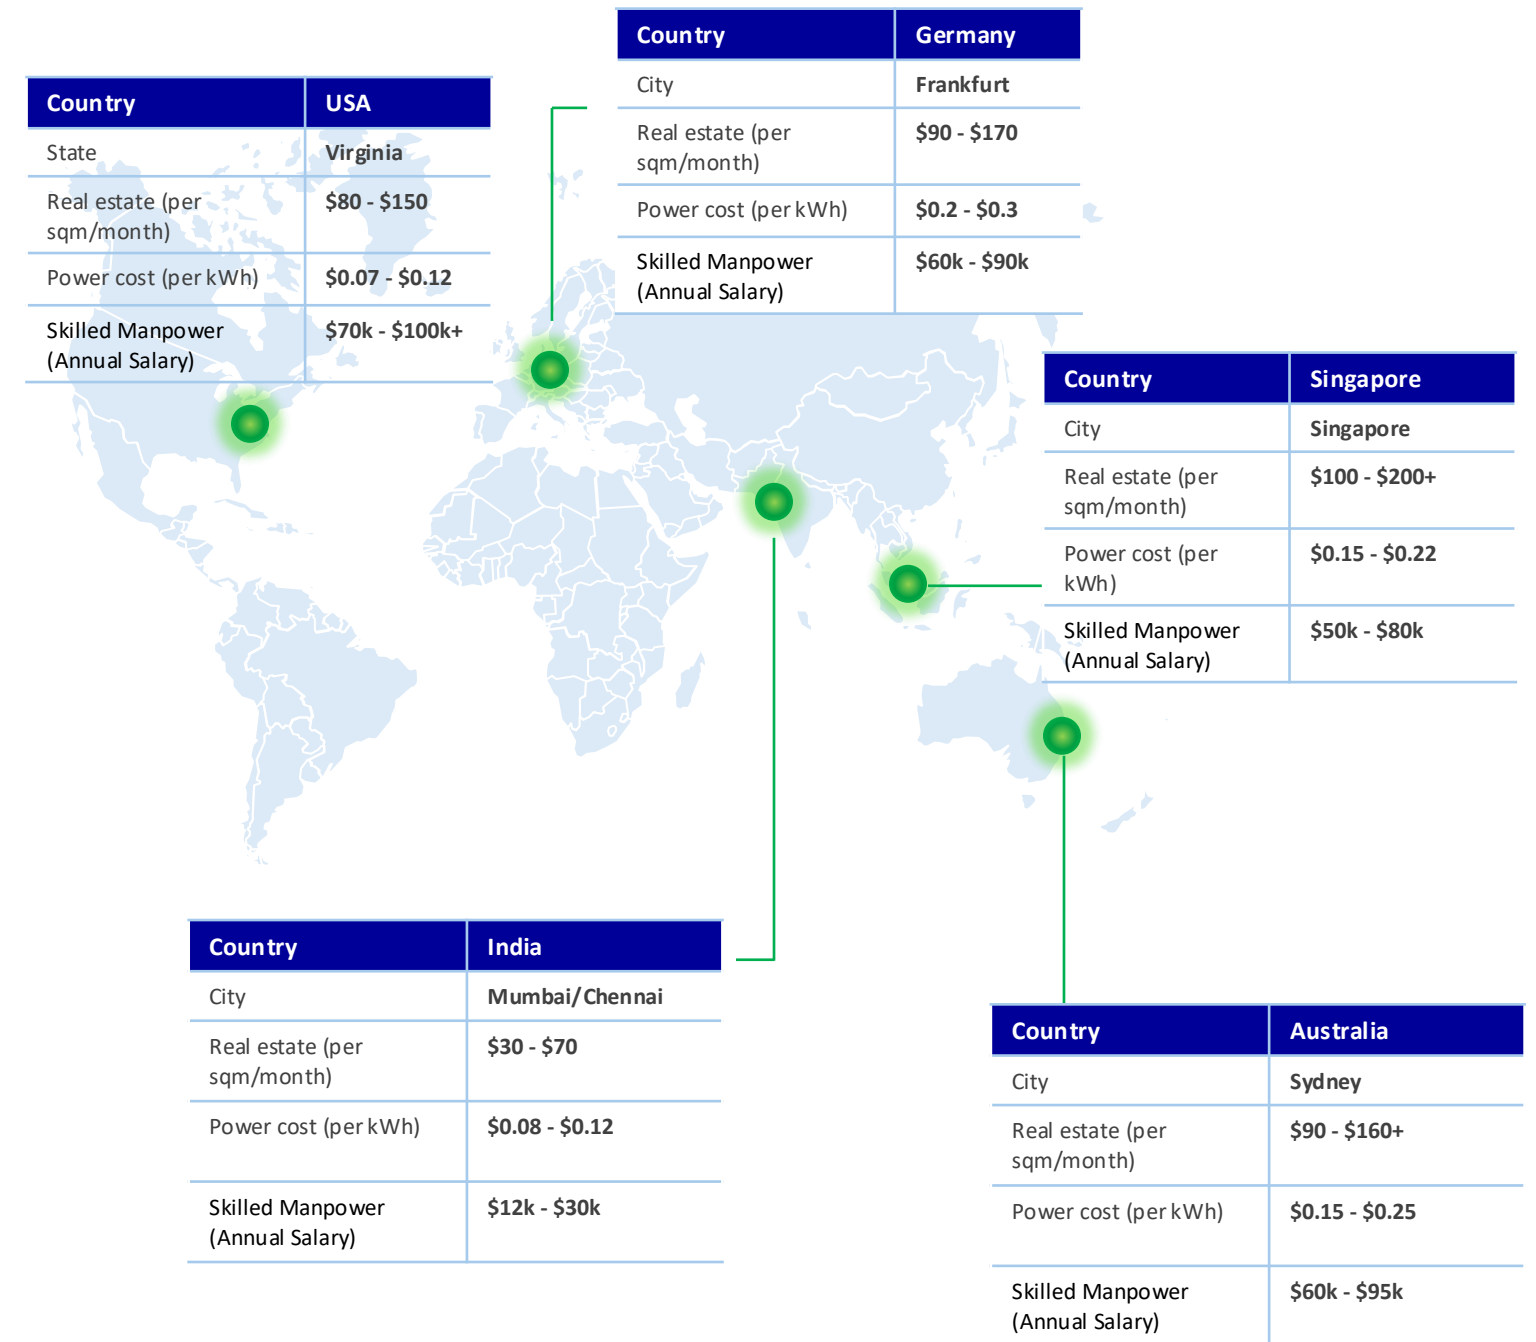 Country Germany
City Frankfurt
Real estate (per $90 - $170
sqm/month)
Power cost (per kWh) $0.2 - $0.3
Skilled Manpower $60k - $90k
(Annual Salary)
Country USA
State Virginia
Real estate (per $80 - $150
sqm/month)
Power cost (per kWh) $0.07 - $0.12
Skilled Manpower $70k - $100k+
(Annual Salary)
Country Singapore
City Singapore
Real estate (per $100 - $200+
sqm/month)
Power cost (per $0.15 - $0.22
kWh)
Skilled Manpower $50k - $80k
(Annual Salary)
Country India
City Mumbai/Chennai
Real estate (per $30 - $70
sqm/month)
Power cost (per kWh) $0.08 - $0.12
Skilled Manpower $12k - $30k
(Annual Salary)
Country Australia
City Sydney
Real estate (per $90 - $160+
sqm/month)
Power cost (per kWh) $0.15 - $0.25
Skilled Manpower $60k - $95k
(Annual Salary)